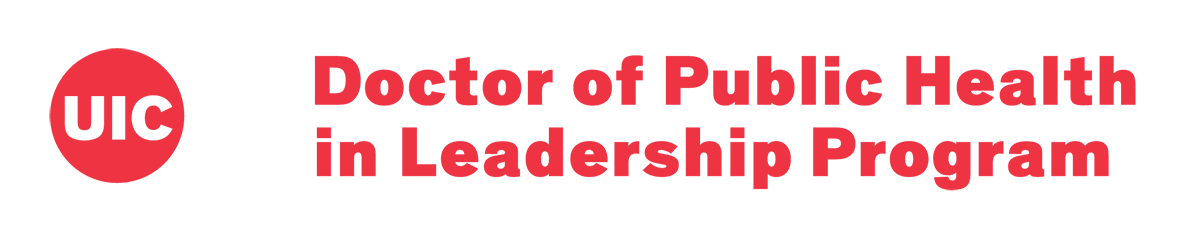 UIC
Doctor of Public Health
in Leadership Program